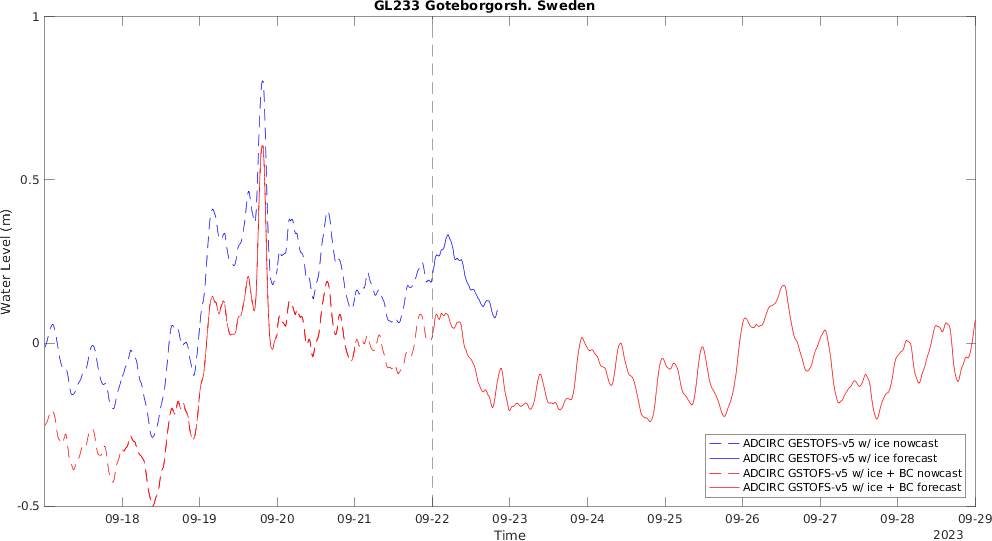 GL233 Goteborgorsh. Sweden
Water Level (m)
1
0.5
0
-0.5
ADCIRC GESTOFS-v5 w/ ice nowcast
ADCIRC GESTOFS-v5 w/ ice forecast
ADCIRC GSTOFS-v5 w/ ice + BC nowcast
ADCIRC GSTOFS-v5 w/ ice + BC forecast
09-18 09-19 09-20 09-21 09-22 09-23 09-24 09-25 09-26 09-27 09-28 09-29
Time
2023